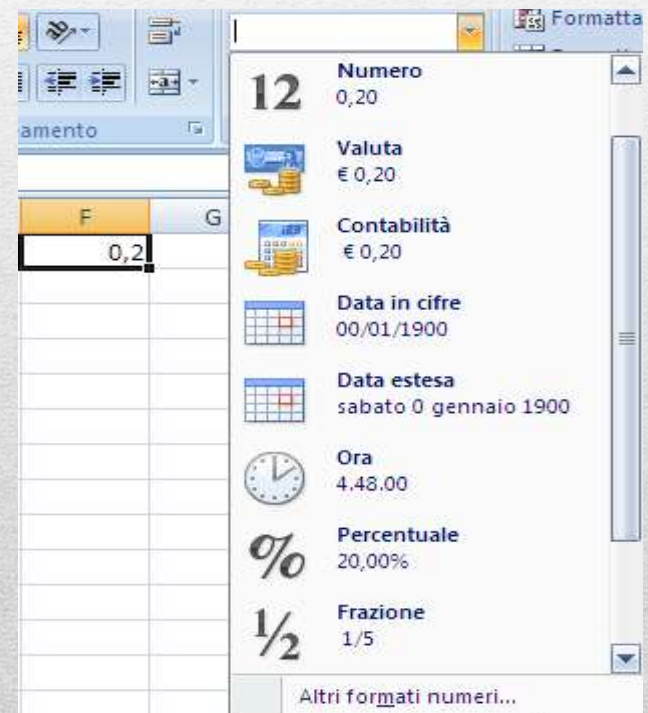 Formatta
amento
F G
0,2
12 Numero
0,20
Valuta
€ 0,20
Contabilità
€ 0,20
Data in cifre
00/01/1900
Data estesa
sabato 0 gennaio 1900
Ora
4.48.00
% Percentuale
20,00%
1/2 Frazione
1/5
Altri formati numeri...